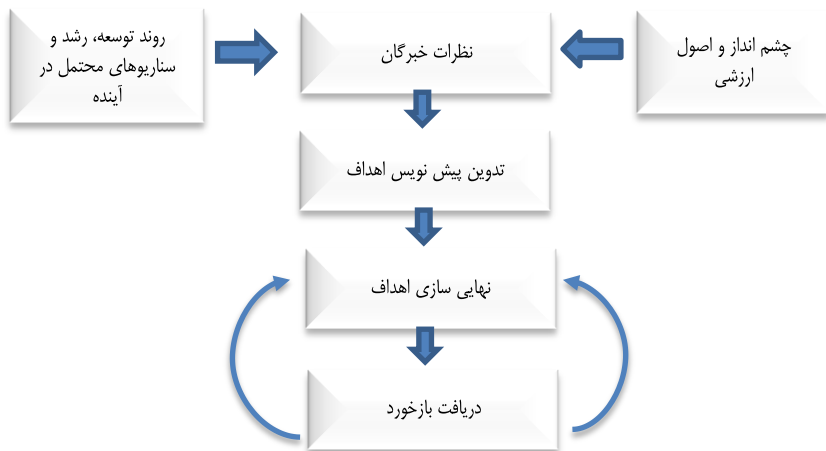 چشم انداز و اصول
ارزشی
نظرات خبرگان
روند توسعه، رشد و
سناریوهای محتمل در
آینده
تدوین پیش نویس اهداف
نهایی سازی اهداف
دریافت بازخورد